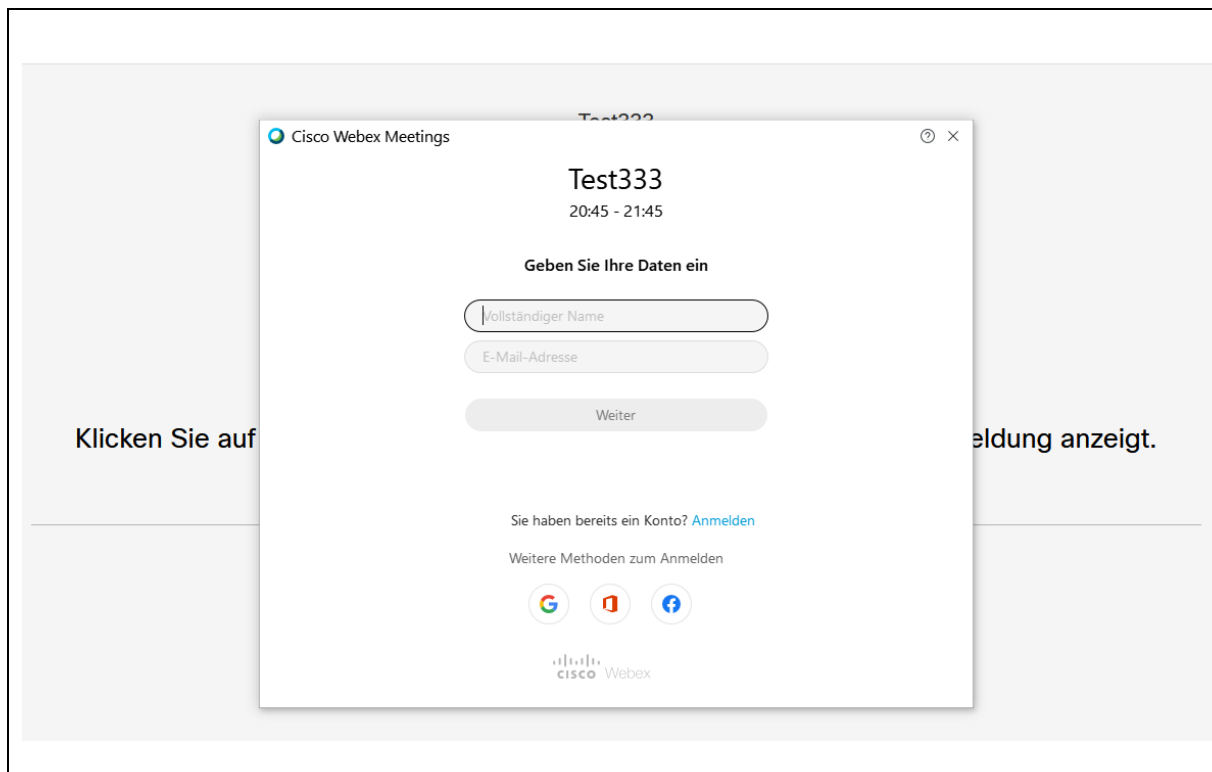 Cisco Webex Meetings
Test333
20:45 - 21:45
Geben Sie Ihre Daten ein
Vollständiger Name
E-Mail-Adresse
Weiter
Klicken Sie auf
eldung anzeigt.
Sie haben bereits ein Konto? Anmelden
Weitere Methoden zum Anmelden
cisco Webex